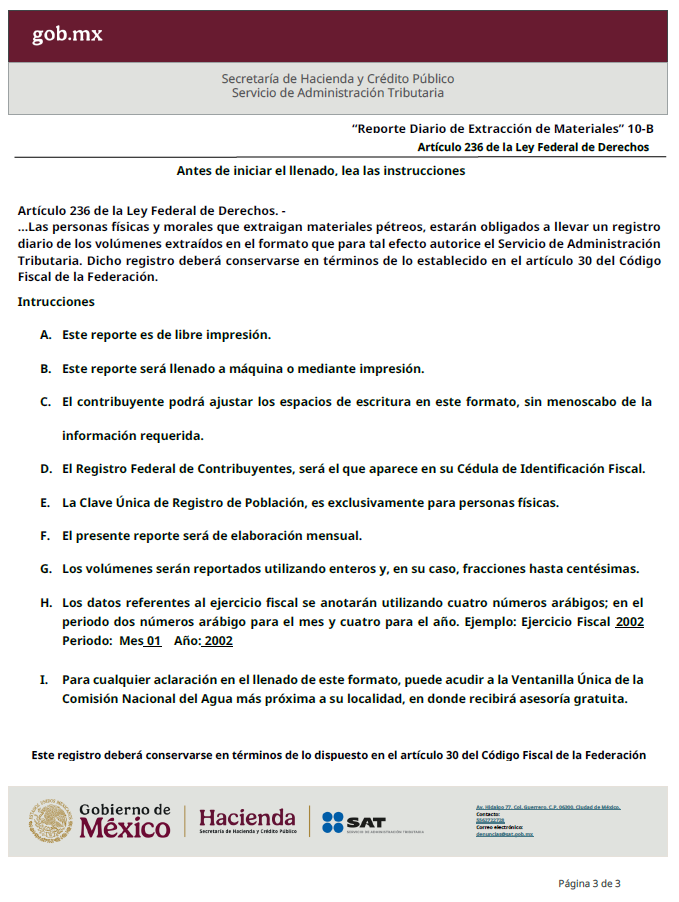 gob.mx
Secretaría de Hacienda y Crédito Público
Servicio de Administración Tributaria
“Reporte Diario de Extracción de Materiales” 10-B
Artículo 236 de la Ley Federal de Derechos
Antes de iniciar el llenado, lea las instrucciones
Artículo 236 de la Ley Federal de Derechos. -
...Las personas físicas y morales que extraigan materiales pétreos, estarán obligados a llevar un registro
diario de los volúmenes extraídos en el formato que para tal efecto autorice el Servicio de Administración
Tributaria. Dicho registro deberá conservarse en términos de lo establecido en el artículo 30 del Código
Fiscal de la Federación.
Intrucciones
A. Este reporte es de libre impresión.
B. Este reporte será llenado a máquina o mediante impresión.
C. El contribuyente podrá ajustar los espacios de escritura en este formato, sin menoscabo de la
información requerida.
D. El Registro Federal de Contribuyentes, será el que aparece en su Cédula de Identificación Fiscal.
E. La Clave Única de Registro de Población, es exclusivamente para personas físicas.
F. El presente reporte será de elaboración mensual.
G. Los volúmenes serán reportados utilizando enteros y, en su caso, fracciones hasta centésimas.
H. Los datos referentes al ejercicio fiscal se anotarán utilizando cuatro números arábigos; en el
periodo dos números arábigo para el mes y cuatro para el año. Ejemplo: Ejercicio Fiscal 2002
Periodo: Mes 01 Año: 2002
I. Para cualquier aclaración en el llenado de este formato, puede acudir a la Ventanilla Única de la
Comisión Nacional del Agua más próxima a su localidad, en donde recibirá asesoría gratuita.
Este registro deberá conservarse en términos de lo dispuesto en el artículo 30 del Código Fiscal de la Federación
Gobierno de
México
Hacienda
Secretaría de Hacienda y Crédito Público
SAT
SERVICIO DE ADMINISTRACIÓN TRIBUTARIA
Av. Hidalgo 77, Col. Guerrero, C.P. 06300, Ciudad de México.
Contacto:
Correo electrónico:
denuncias@sat.gob.mx
Página 3 de 3